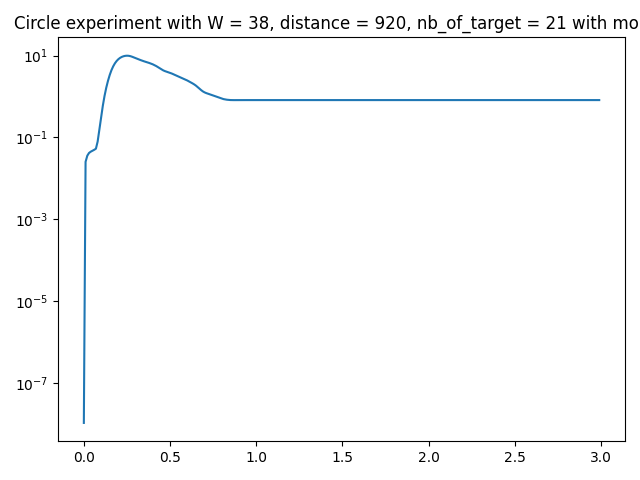 Circle experiment with W = 38, distance = 920, nb_of_target = 21 with mo
10¹
10⁻¹
10⁻³
10⁻⁵
10⁻⁷
0.0 0.5 1.0 1.5 2.0 2.5 3.0